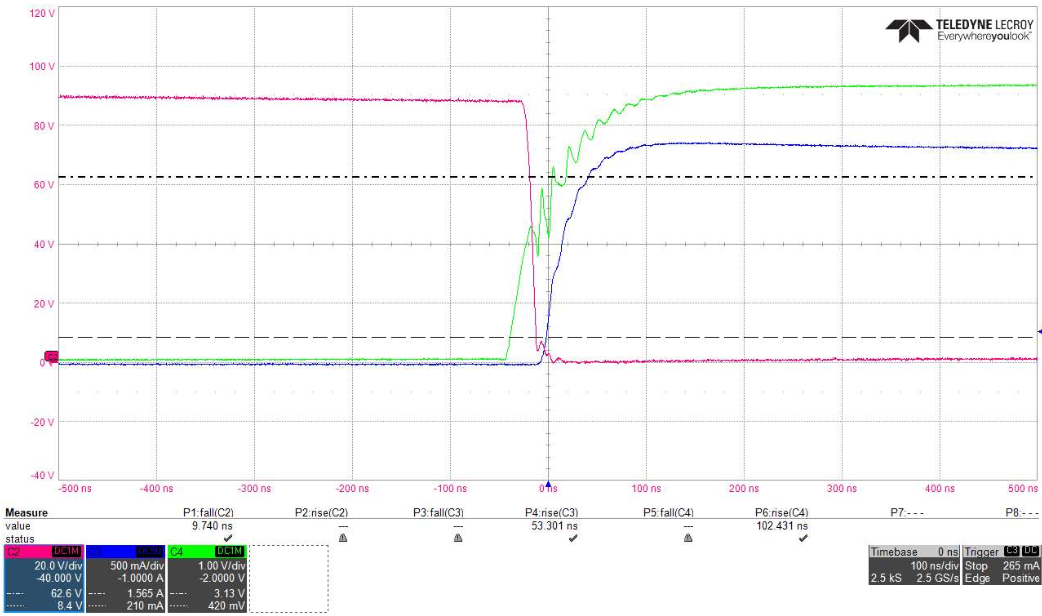 120 V
TELEDYNE LECROY
Everywhereyoulook
100 V
80 V
60 V
40 V
20 V
C2
0 V
-20 V
-40 V
-500 ns -400 ns -300 ns -200 ns -100 ns 0 ns 100 ns 200 ns 300 ns 400 ns 500 ns
Measure P1:fall(C2) P2:rise(C2) P3:fall(C3) P4:rise(C3) P5:fall(C4) P6:rise(C4) P7:- - - P8:- - -
value 9.740 ns --- --- 53.301 ns --- 102.431 ns
status
C2 DC1M C4 DC1M
20.0 V/div 500 mA/div 1.00 V/div
-40.000 V -1.0000 A -2.0000 V
62.6 V 1.565 A 3.13 V
8.4 V 210 mA 420 mV
Timebase 0 ns Trigger C3 DC
100 ns/div Stop 265 mA
2.5 kS 2.5 GS/s Edge Positive